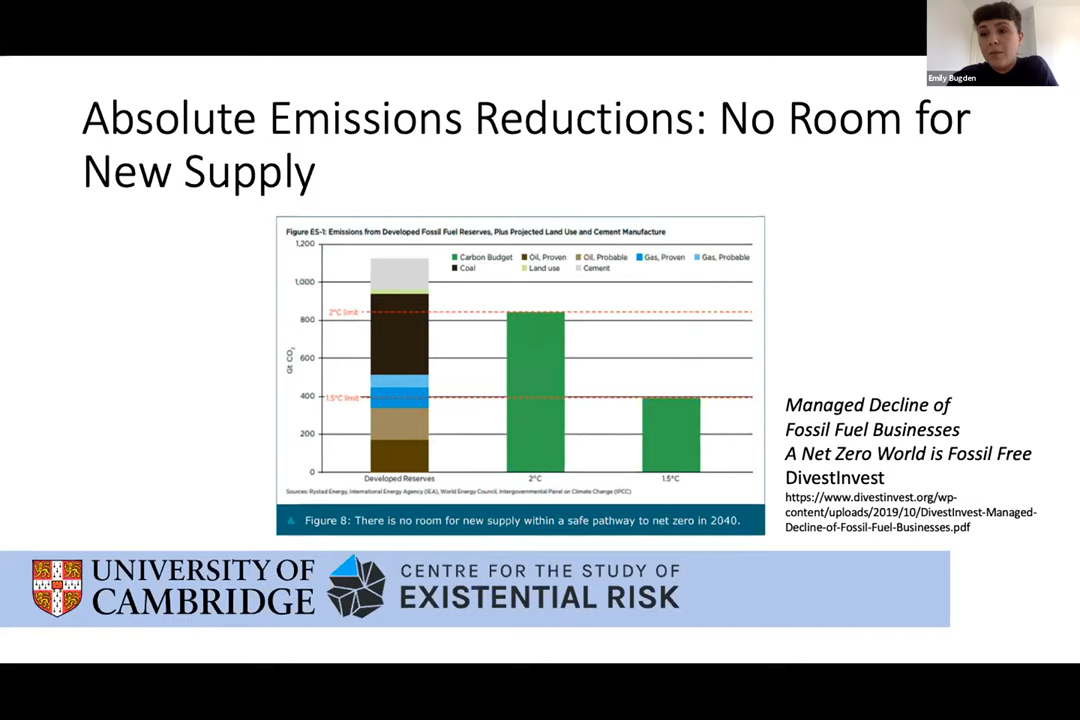 Emily Bugden
Absolute Emissions Reductions: No Room for
New Supply
Figure ES-1: Emissions from Developed Fossil Fuel Reserves, Plus Projected Land Use and Cement Manufacture
1,200
Carbon Budget Oil, Proven Oil, Probable Gas, Proven Gas, Probable
Coal Land use Cement
1,000
2°C limit
800
Gt CO₂
600
400
1.5°C limit
200
0
Developed Reserves 2°C 1.5°C
Sources: Rystad Energy, International Energy Agency (IEA), World Energy Council, Intergovernmental Panel on Climate Change (IPCC)
Figure 8: There is no room for new supply within a safe pathway to net zero in 2040.
Managed Decline of
Fossil Fuel Businesses
A Net Zero World is Fossil Free
DivestInvest
https://www.divestinvest.org/wp-
content/uploads/2019/10/DivestInvest-Managed-
Decline-of-Fossil-Fuel-Businesses.pdf
UNIVERSITY OF
CAMBRIDGE
CENTRE FOR THE STUDY OF
EXISTENTIAL RISK